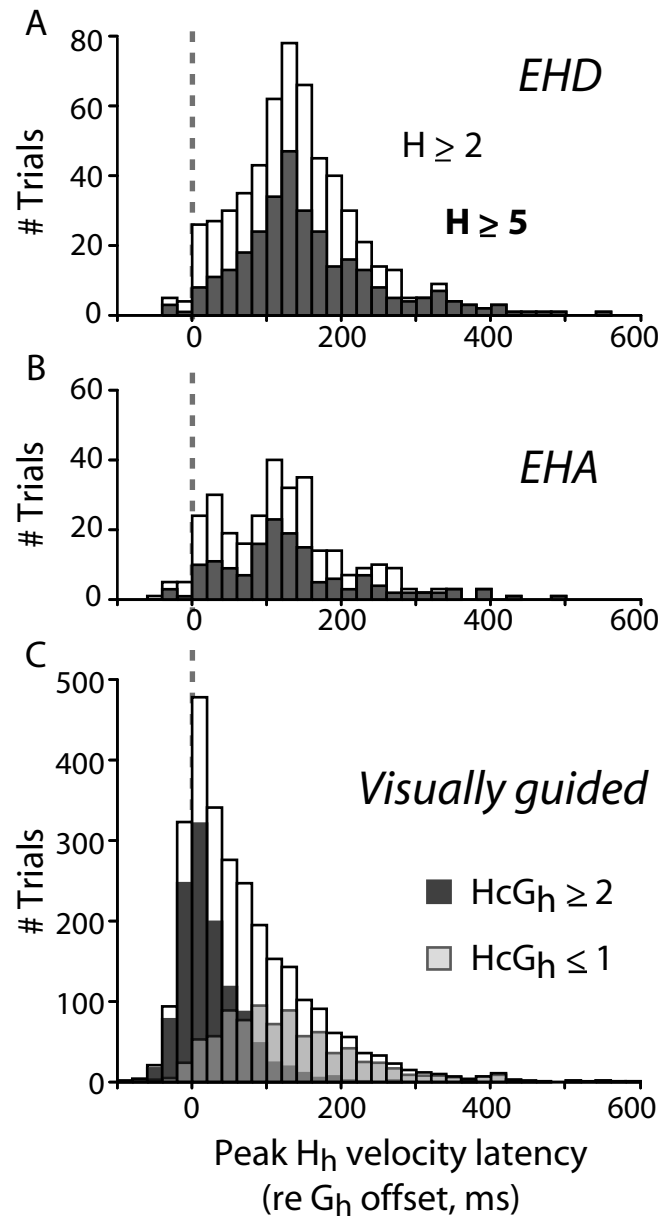 A
80
60
40
20
0
# Trials
EHD
H ≥ 2
H ≥ 5
0
200
400
600
B
60
40
20
0
# Trials
EHA
0
200
400
600
C
500
400
300
200
100
0
# Trials
Visually guided
HcGh ≥ 2
HcGh ≤ 1
0
200
400
600
Peak Hh velocity latency
(re Gh offset, ms)